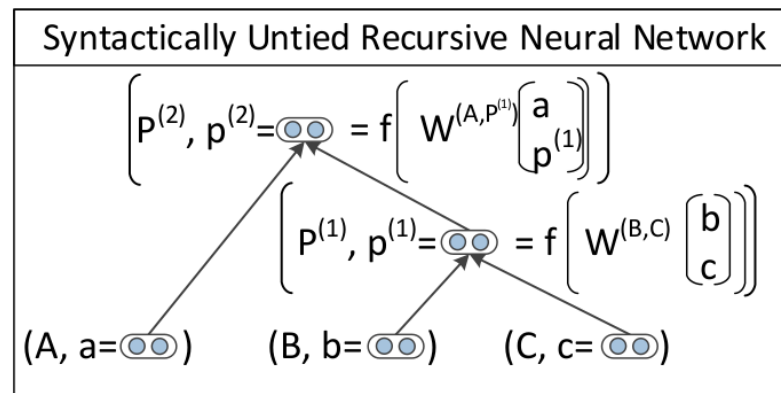 Syntactically Untied Recursive Neural Network
(P⁽²⁾, p⁽²⁾= = f(W⁽ᴬ,ᴾ⁽¹⁾⁾(a
p⁽¹⁾)))
(P⁽¹⁾, p⁽¹⁾= = f(W⁽ᴮ,ꟲ⁾(b
c)))
(A, a= ) (B, b= ) (C, c= )